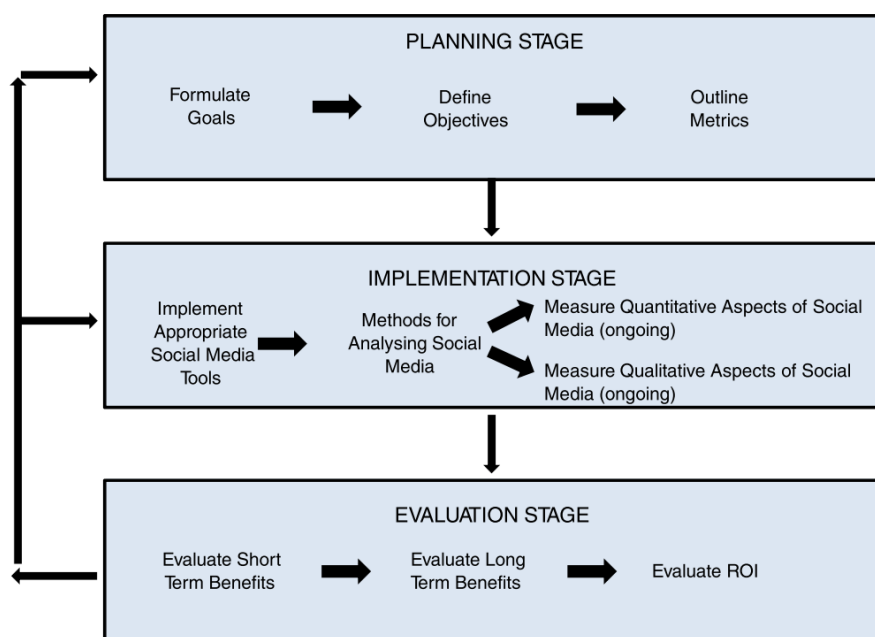 PLANNING STAGE
Formulate
Goals
Define
Objectives
Outline
Metrics
IMPLEMENTATION STAGE
Implement
Appropriate
Social Media
Tools
Methods for
Analysing Social
Media
Measure Quantitative Aspects of Social
Media (ongoing)
Measure Qualitative Aspects of Social
Media (ongoing)
EVALUATION STAGE
Evaluate Short
Term Benefits
Evaluate Long
Term Benefits
Evaluate ROI